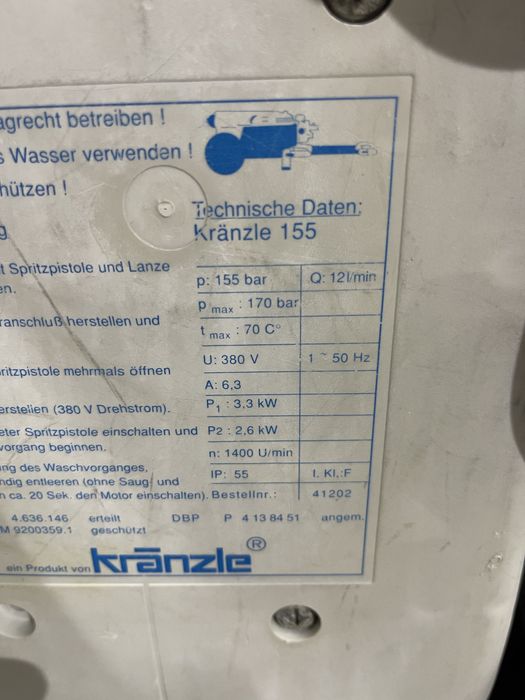 agrecht betreiben !
s Wasser verwenden !
hützen !
Technische Daten:
g
Kränzle 155
t Spritzpistole und Lanze
en.
p: 155 bar Q: 12 l/min
p max : 170 bar
ranschluß herstellen und
t max : 70 C°
U: 380 V 1 ~ 50 Hz
ritzpistole mehrmals öffnen
A: 6,3
erstellen (380 V Drehstrom). P1 : 3,3 kW
eter Spritzpistole einschalten und P2 : 2,6 kW
vorgang beginnen.
n: 1400 U/min
ng des Waschvorganges.
ndig entleeren (ohne Saug- und IP: 55 I. Kl.:F
n ca. 20 Sek. den Motor einschalten). Bestellnr.: 41202
4.636.146 erteilt DBP P 4 138 4 51 angem.
M 9200359.1 geschützt
ein Produkt von kränzle ®